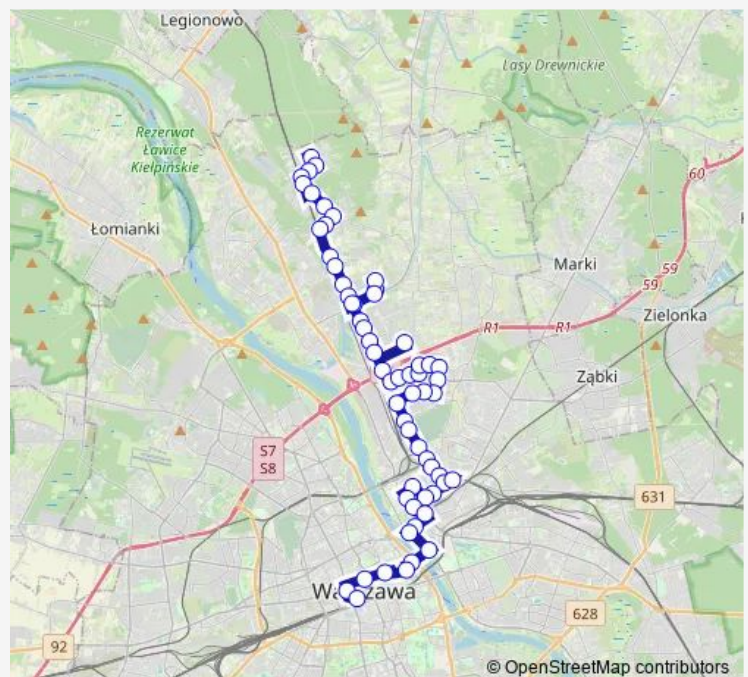 Legionowo
Lasy Drewnickie
Rezerwat
Ławice
Kiełpińskie
60
Łomianki
Marki
59
59
R1
R1
Zielonka
Ząbki
S7
S8
631
Warszawa
628
92
© OpenStreetMap contributors